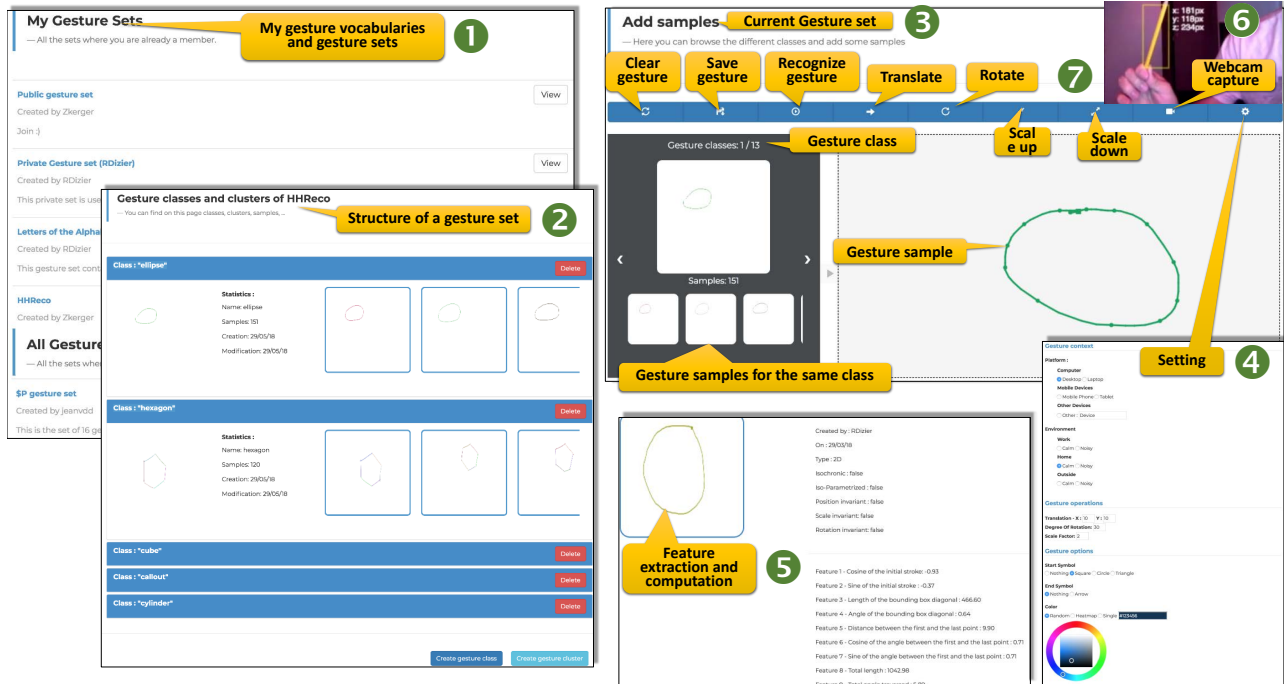 My Gesture Sets
— All the sets where you are already a member.
My gesture vocabularies
and gesture sets
1
Public gesture set
View
Created by Zkerger
Join :)
Private Gesture set (RDizier)
View
Created by RDizier
This private set is use
Letters of the Alpha
Created by RDizier
This gesture set cont
HHReco
Created by Zkerger
All Gesture
— All the sets whe
$P gesture set
Created by jeanvdd
This is the set of 16 ge
Gesture classes and clusters of HHReco
— You can find on this page classes, clusters, samples, ...
Structure of a gesture set
2
Class : "ellipse"
Delete
Statistics :
Name: ellipse
Samples: 151
Creation: 29/05/18
Modification: 29/05/18
Class : "hexagon"
Delete
Statistics :
Name: hexagon
Samples: 120
Creation: 29/05/18
Modification: 29/05/18
Class : "cube"
Delete
Class : "callout"
Delete
Class : "cylinder"
Delete
Create gesture class
Create gesture cluster
Add samples
Current Gesture set
3
— Here you can browse the different classes and add some samples
x: 181px
y: 118px
z: 234px
6
Clear
gesture
Save
gesture
Recognize
gesture
Translate
Rotate
7
Webcam
capture
Scal
e up
Scale
down
Gesture classes: 1 / 13
Gesture class
Samples: 151
Gesture sample
Gesture samples for the same class
Setting
4
Gesture context
Platform :
Computer
Desktop Laptop
Mobile Devices
Mobile Phone Tablet
Other Devices
Other : Device
Environment
Work
Calm Noisy
Home
Calm Noisy
Outside
Calm Noisy
Gesture operations
Translation - X : 10 Y : 10
Degree Of Rotation: 30
Scale Factor: 2
Gesture options
Start Symbol
Nothing Square Circle Triangle
End Symbol
Nothing Arrow
Color
Random Heatmap Single #123456
Feature
extraction and
computation
5
Created by : RDizier
On : 29/03/18
Type : 2D
Isochronic : false
Iso-Parametrized : false
Position Invariant : false
Scale invariant: false
Rotation invariant: false
Feature 1 - Cosine of the initial stroke: -0.93
Feature 2 - Sine of the initial stroke : -0.37
Feature 3 - Length of the bounding box diagonal : 466.60
Feature 4 - Angle of the bounding box diagonal : 0.64
Feature 5 - Distance between the first and the last point : 9.90
Feature 6 - Cosine of the angle between the first and the last point : 0.71
Feature 7 - Sine of the angle between the first and the last point : 0.71
Feature 8 - Total length : 1042.98